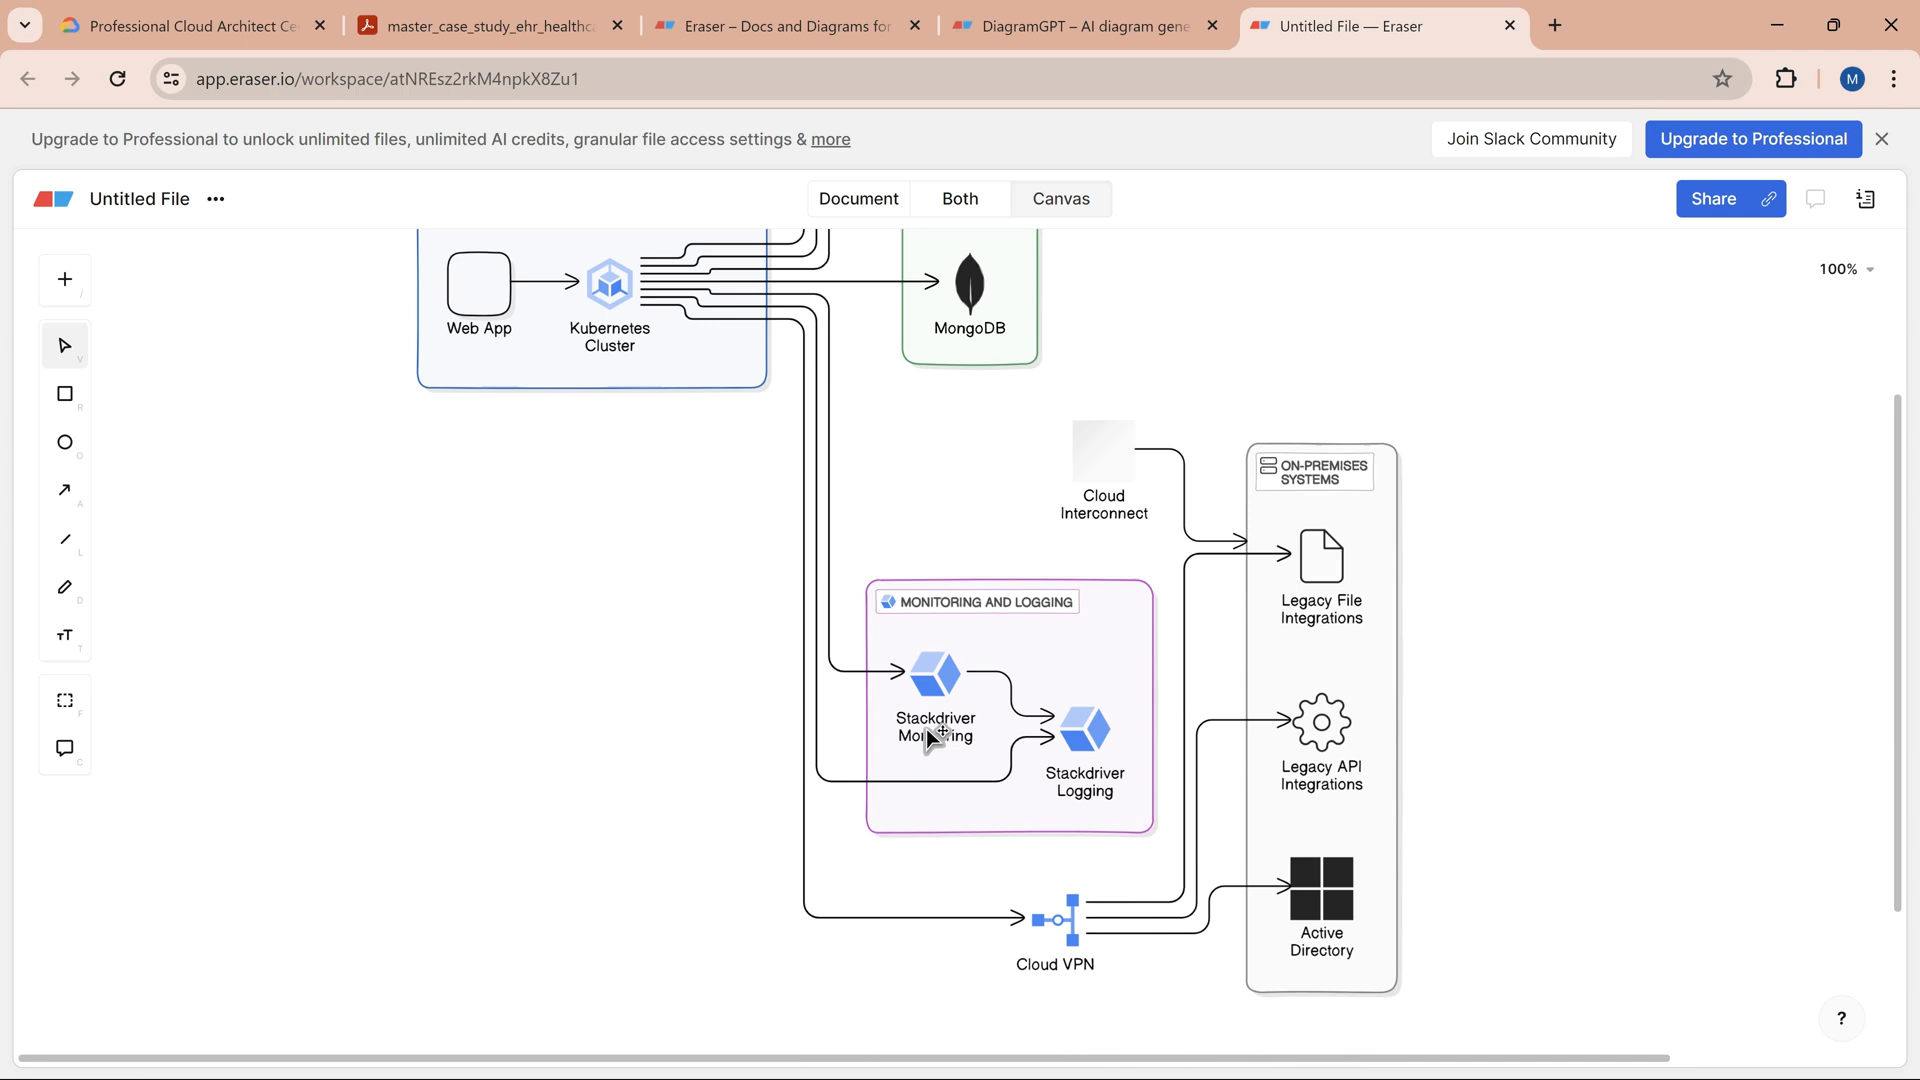 Professional Cloud Architect Ce
master_case_study_ehr_healthc
Eraser – Docs and Diagrams for
DiagramGPT – AI diagram gene
Untitled File — Eraser
app.eraser.io/workspace/atNREsz2rkM4npkX8Zu1
M
Upgrade to Professional to unlock unlimited files, unlimited AI credits, granular file access settings & more
Join Slack Community
Upgrade to Professional
Untitled File
Document
Both
Canvas
Share
100%
/
V
R
O
A
L
D
T
F
C
Web App
Kubernetes
Cluster
MongoDB
Cloud
Interconnect
ON-PREMISES
SYSTEMS
Legacy File
Integrations
MONITORING AND LOGGING
Stackdriver
Monitoring
Stackdriver
Logging
Legacy API
Integrations
Active
Directory
Cloud VPN
?